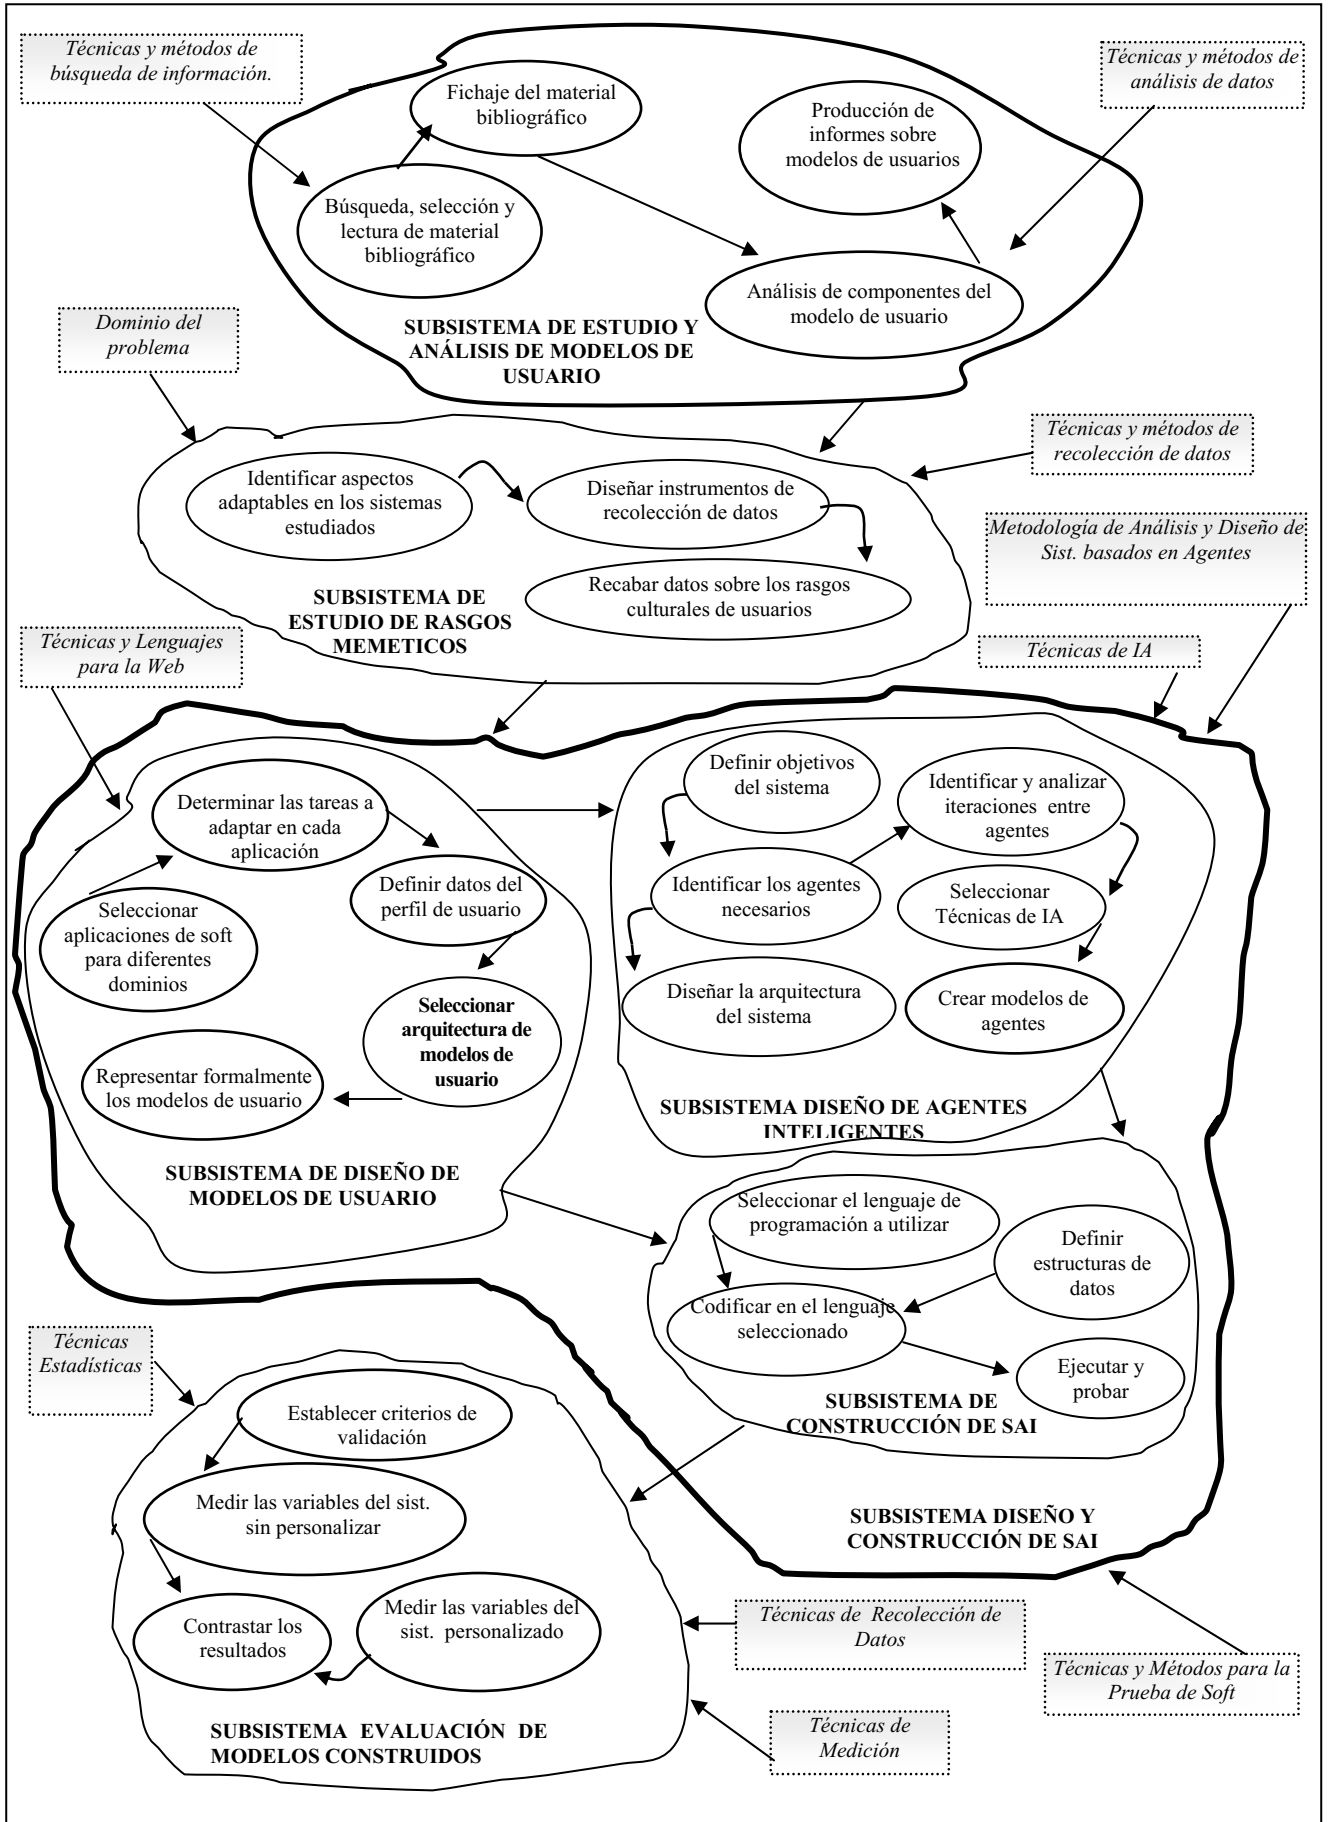 Técnicas y métodos de
búsqueda de información.
Técnicas y métodos de
análisis de datos
Fichaje del material
bibliográfico
Producción de
informes sobre
modelos de usuarios
Búsqueda, selección y
lectura de material
bibliográfico
Análisis de componentes del
modelo de usuario
SUBSISTEMA DE ESTUDIO Y
ANÁLISIS DE MODELOS DE
USUARIO
Dominio del
problema
Técnicas y métodos de
recolección de datos
Identificar aspectos
adaptables en los sistemas
estudiados
Diseñar instrumentos de
recolección de datos
Metodología de Análisis y Diseño de
Sist. basados en Agentes
Recabar datos sobre los rasgos
culturales de usuarios
SUBSISTEMA DE
ESTUDIO DE RASGOS
MEMETICOS
Técnicas y Lenguajes
para la Web
Técnicas de IA
Determinar las tareas a
adaptar en cada
aplicación
Definir datos del
perfil de usuario
Seleccionar
aplicaciones de soft
para diferentes
dominios
Seleccionar
arquitectura de
modelos de
usuario
Representar formalmente
los modelos de usuario
SUBSISTEMA DE DISEÑO DE
MODELOS DE USUARIO
Definir objetivos
del sistema
Identificar y analizar
iteraciones entre
agentes
Identificar los agentes
necesarios
Seleccionar
Técnicas de IA
Diseñar la arquitectura
del sistema
Crear modelos de
agentes
SUBSISTEMA DISEÑO DE AGENTES
INTELIGENTES
Seleccionar el lenguaje de
programación a utilizar
Definir
estructuras de
datos
Codificar en el lenguaje
seleccionado
Ejecutar y
probar
SUBSISTEMA DE
CONSTRUCCIÓN DE SAI
SUBSISTEMA DISEÑO Y
CONSTRUCCIÓN DE SAI
Técnicas
Estadísticas
Establecer criterios de
validación
Medir las variables del sist.
sin personalizar
Medir las variables del
sist. personalizado
Contrastar los
resultados
SUBSISTEMA EVALUACIÓN DE
MODELOS CONSTRUIDOS
Técnicas de Recolección de
Datos
Técnicas y Métodos para la
Prueba de Soft
Técnicas de
Medición